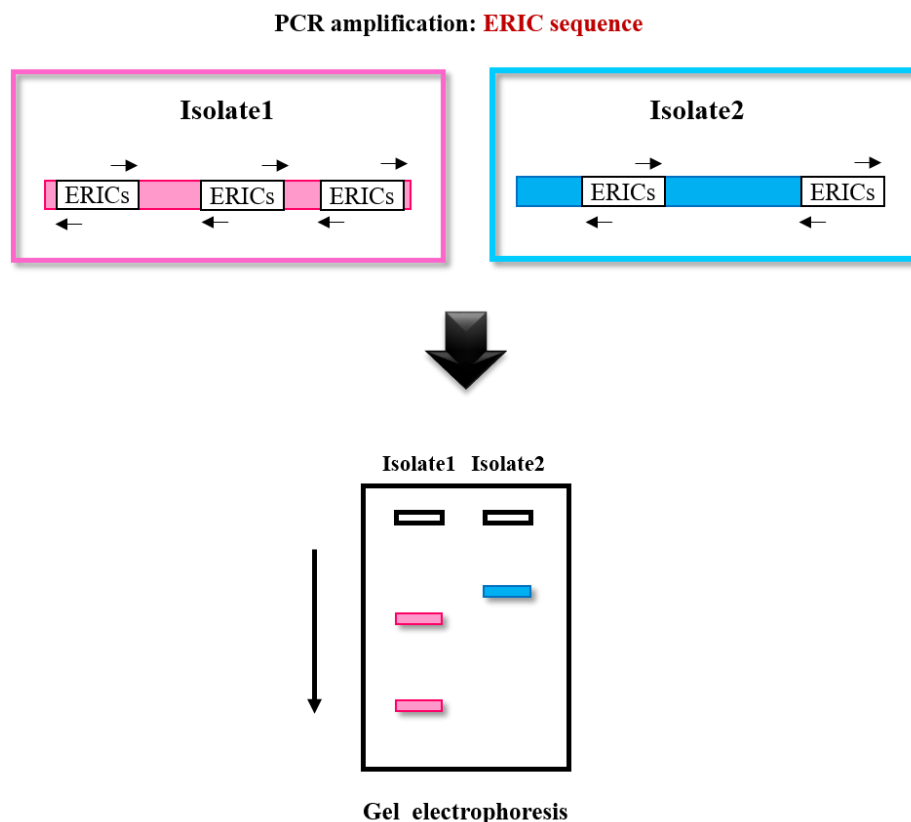 PCR amplification: ERIC sequence
Isolate1
Isolate2
ERICs ERICs ERICs
ERICs ERICs
Isolate1 Isolate2
Gel electrophoresis